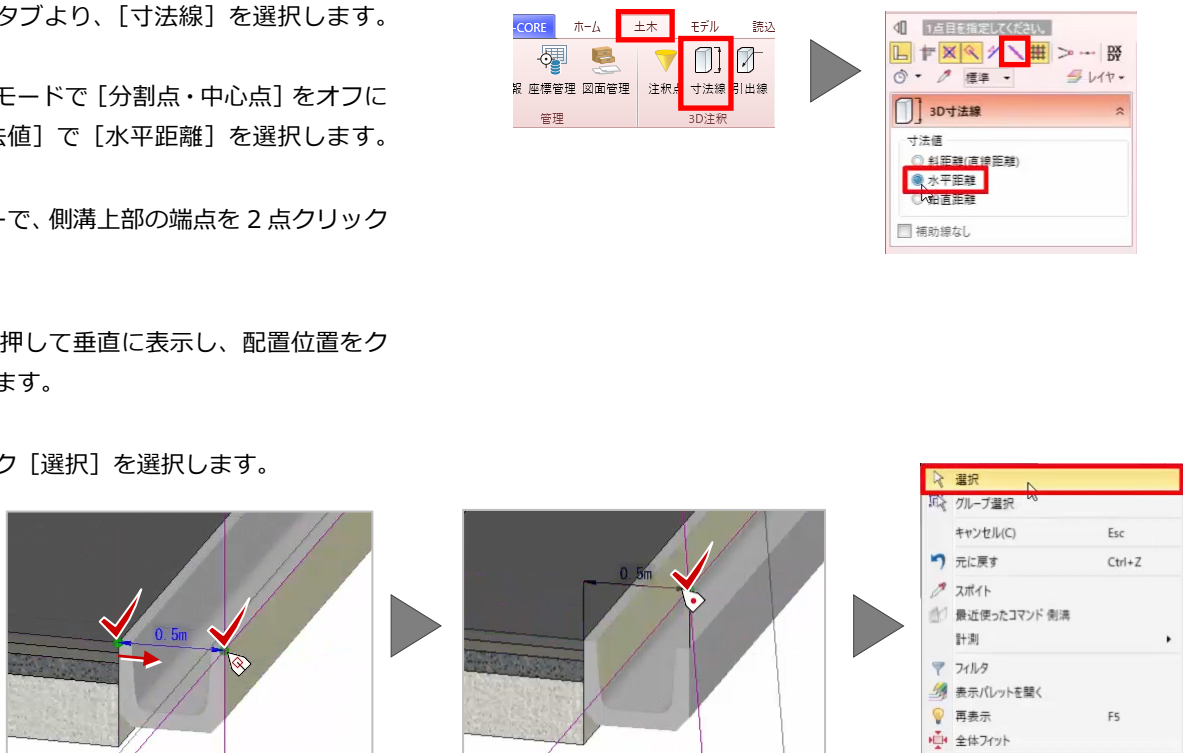 タブより、［寸法線］を選択します。
モードで［分割点・中心点］をオフに
法値］で［水平距離］を選択します。
ーで、側溝上部の端点を 2 点クリック
押して垂直に表示し、配置位置をク
ます。
ク［選択］を選択します。
-CORE ホーム 土木 モデル 読込
報 座標管理 図面管理 注釈点 寸法線 引出線
管理 3D注釈
1点目を指定してください。
DX
DY
標準 レイヤ
3D寸法線
寸法値
斜距離(直線距離)
水平距離
鉛直距離
補助線なし
0.5m
0.5m
選択
グループ選択
キャンセル(C) Esc
元に戻す Ctrl+Z
スポイト
最近使ったコマンド 側溝
計測
フィルタ
表示パレットを開く
再表示 F5
全体フィット